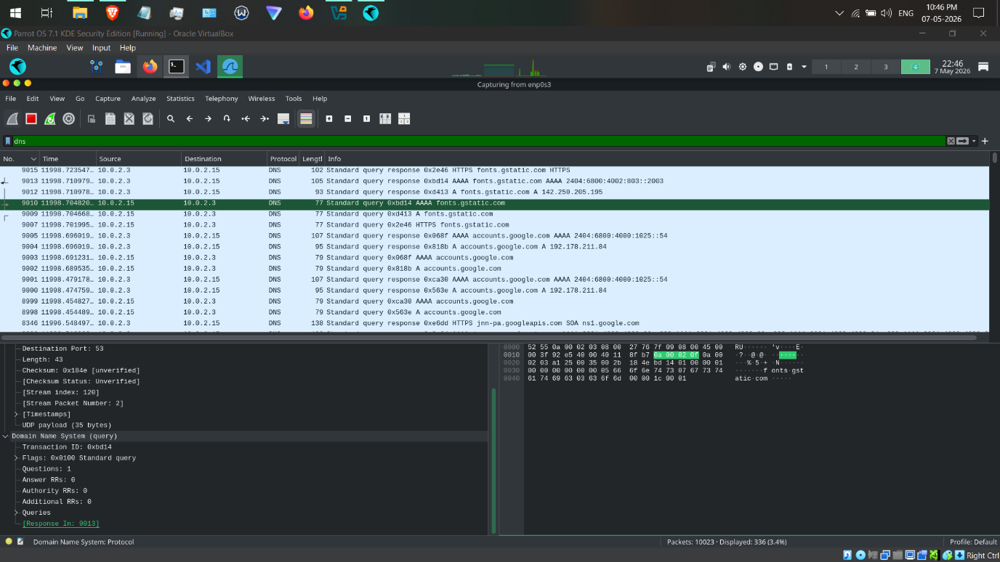 10:46 PM
ENG
07-05-2026
Parrot OS 7.1 KDE Security Edition [Running] - Oracle VirtualBox
File Machine View Input Help
1 2 3 4
22:46
7 May 2026
Capturing from enp0s3
File Edit View Go Capture Analyze Statistics Telephony Wireless Tools Help
dns
No. Time Source Destination Protocol Lengtl Info
9015 11998.723547… 10.0.2.3 10.0.2.15 DNS 102 Standard query response 0x2e46 HTTPS fonts.gstatic.com HTTPS
9013 11998.710979… 10.0.2.3 10.0.2.15 DNS 105 Standard query response 0xbd14 AAAA fonts.gstatic.com AAAA 2404:6800:4002:803::2003
9012 11998.710978… 10.0.2.3 10.0.2.15 DNS 93 Standard query response 0xd413 A fonts.gstatic.com A 142.250.205.195
9010 11998.704820… 10.0.2.15 10.0.2.3 DNS 77 Standard query 0xbd14 AAAA fonts.gstatic.com
9009 11998.704668… 10.0.2.15 10.0.2.3 DNS 77 Standard query 0xd413 A fonts.gstatic.com
9007 11998.701995… 10.0.2.15 10.0.2.3 DNS 77 Standard query 0x2e46 HTTPS fonts.gstatic.com
9005 11998.696019… 10.0.2.3 10.0.2.15 DNS 107 Standard query response 0x068f AAAA accounts.google.com AAAA 2404:6800:4000:1025::54
9004 11998.696019… 10.0.2.3 10.0.2.15 DNS 95 Standard query response 0x818b A accounts.google.com A 192.178.211.84
9003 11998.691231… 10.0.2.15 10.0.2.3 DNS 79 Standard query 0x068f AAAA accounts.google.com
9002 11998.689535… 10.0.2.15 10.0.2.3 DNS 79 Standard query 0x818b A accounts.google.com
9001 11998.479178… 10.0.2.3 10.0.2.15 DNS 107 Standard query response 0xca30 AAAA accounts.google.com AAAA 2404:6800:4000:1025::54
9000 11998.474759… 10.0.2.3 10.0.2.15 DNS 95 Standard query response 0x563e A accounts.google.com A 192.178.211.84
8999 11998.454827… 10.0.2.15 10.0.2.3 DNS 79 Standard query 0xca30 AAAA accounts.google.com
8998 11998.454489… 10.0.2.15 10.0.2.3 DNS 79 Standard query 0x563e A accounts.google.com
8346 11996.548497… 10.0.2.3 10.0.2.15 DNS 138 Standard query response 0xe6dd HTTPS jnn-pa.googleapis.com SOA ns1.google.com
Destination Port: 53
Length: 43
Checksum: 0x184e [unverified]
[Checksum Status: Unverified]
[Stream index: 120]
[Stream Packet Number: 2]
[Timestamps]
UDP payload (35 bytes)
Domain Name System (query)
Transaction ID: 0xbd14
Flags: 0x0100 Standard query
Questions: 1
Answer RRs: 0
Authority RRs: 0
Additional RRs: 0
Queries
[Response In: 9013]
0000 52 55 0a 00 02 03 08 00 27 76 7f 09 08 00 45 00 RU······ 'v····E·
0010 00 3f 92 e5 40 00 40 11 8f b7 0a 00 02 0f 0a 00 ·?··@·@· ········
0020 02 03 a1 25 00 35 00 2b 18 4e bd 14 01 00 00 01 ···%·5·+ ·N······
0030 00 00 00 00 00 00 05 66 6f 6e 74 73 07 67 73 74 ·······f onts·gst
0040 61 74 69 63 03 63 6f 6d 00 00 1c 00 01 atic·com ·····
Domain Name System: Protocol
Packets: 10023 · Displayed: 336 (3.4%)
Profile: Default
Right Ctrl